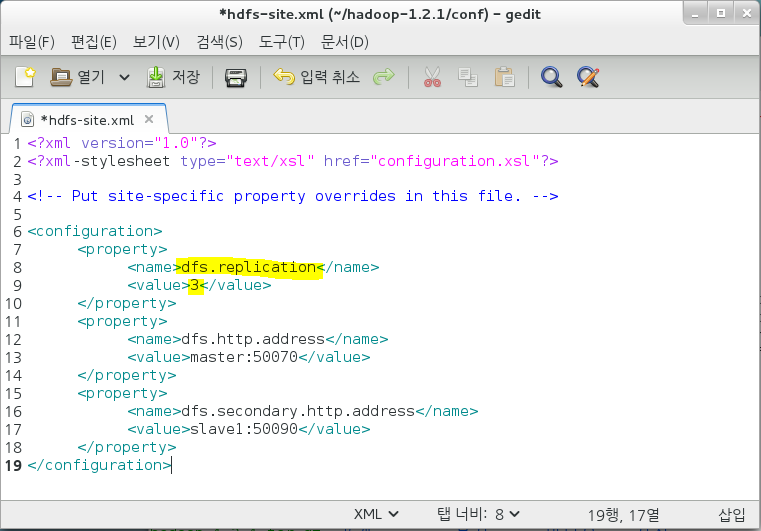 *hdfs-site.xml (~/hadoop-1.2.1/conf) - gedit
파일(F) 편집(E) 보기(V) 검색(S) 도구(T) 문서(D)
열기 저장 입력 취소
*hdfs-site.xml
1 <?xml version="1.0"?>
2 <?xml-stylesheet type="text/xsl" href="configuration.xsl"?>
3
4 <!-- Put site-specific property overrides in this file. -->
5
6 <configuration>
7 <property>
8 <name>dfs.replication</name>
9 <value>3</value>
10 </property>
11 <property>
12 <name>dfs.http.address</name>
13 <value>master:50070</value>
14 </property>
15 <property>
16 <name>dfs.secondary.http.address</name>
17 <value>slave1:50090</value>
18 </property>
19 </configuration>
XML 탭 너비: 8 19행, 17열 삽입